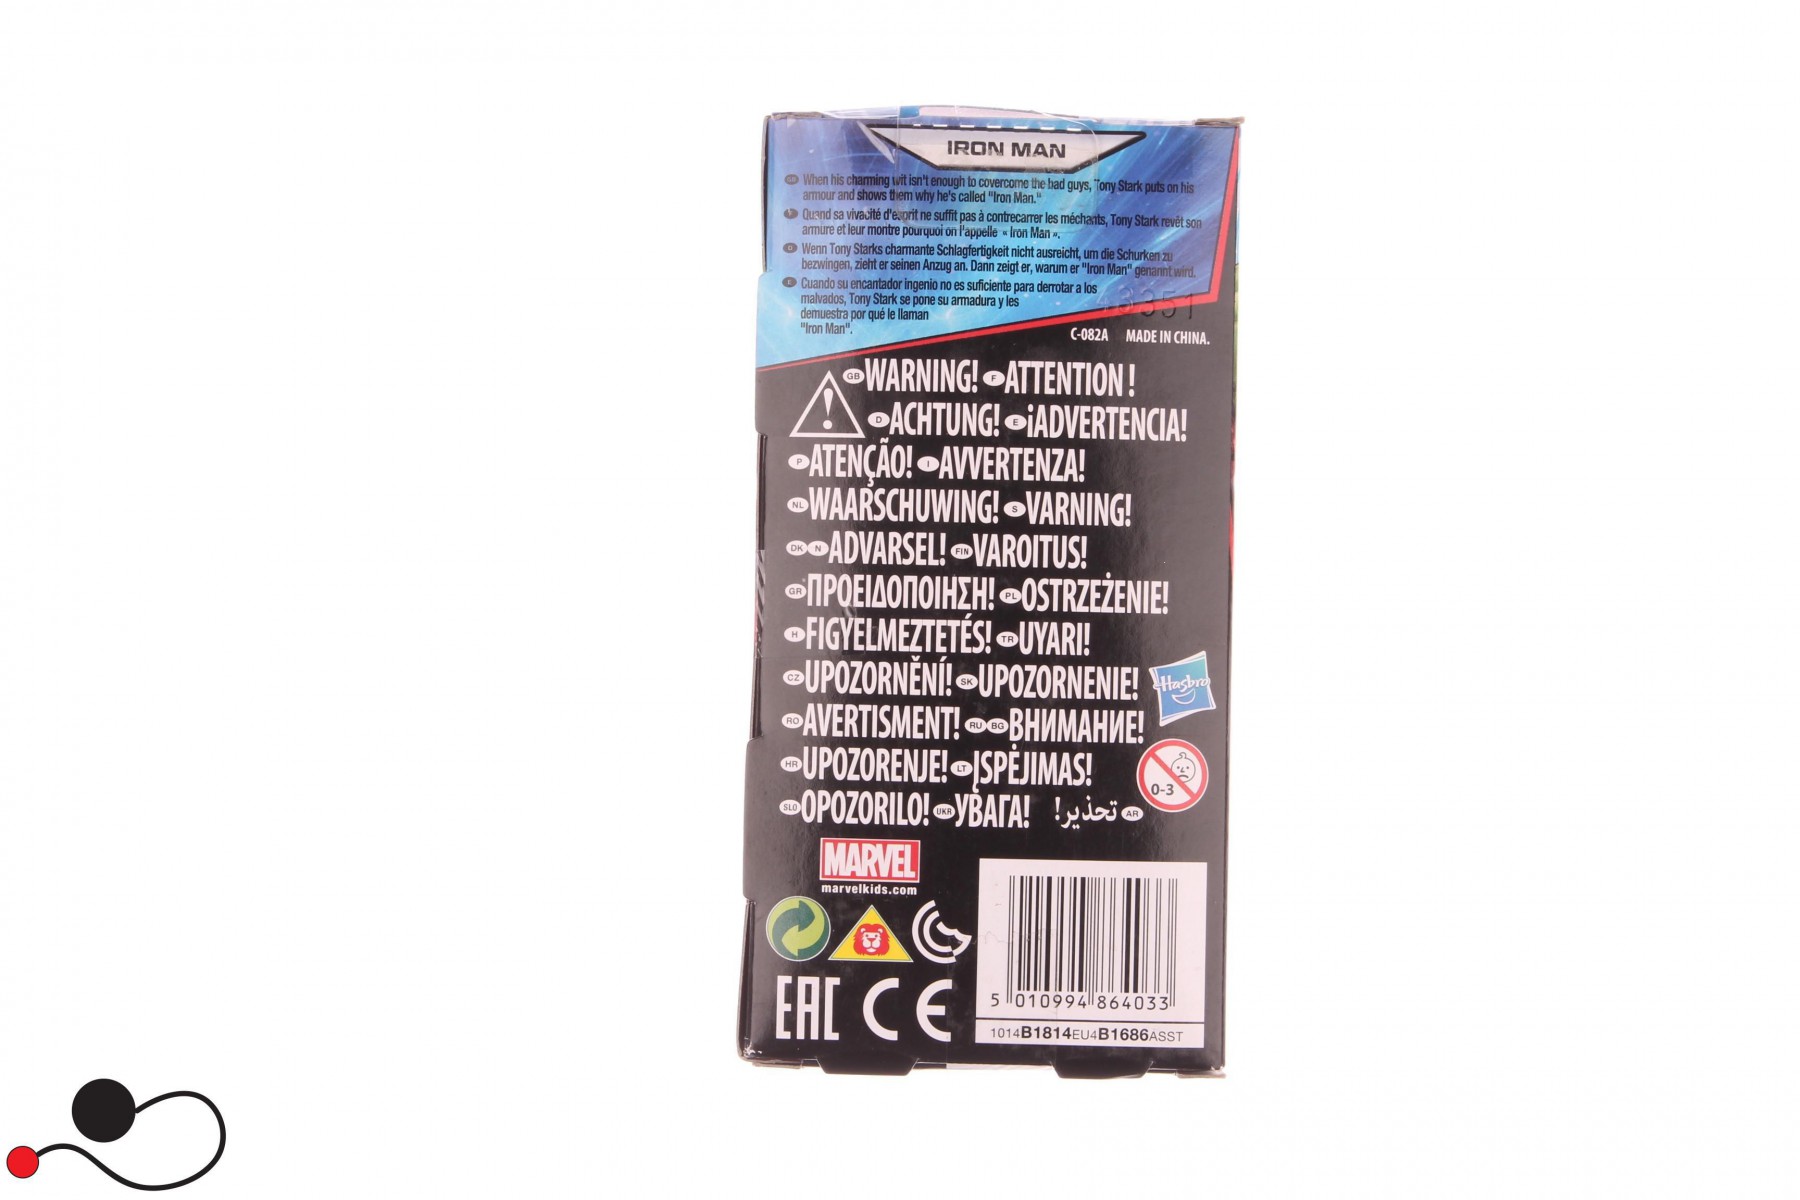 IRON MAN
GB When his charming wit isn't enough to covercome the bad guys, Tony Stark puts on his
armour and shows them why he's called "Iron Man."
F Quand sa vivacité d'esprit ne suffit pas à contrecarrer les méchants, Tony Stark revêt son
armure et leur montre pourquoi on l'appelle « Iron Man ».
D Wenn Tony Starks charmante Schlagfertigkeit nicht ausreicht, um die Schurken zu
bezwingen, zieht er seinen Anzug an. Dann zeigt er, warum er "Iron Man" genannt wird.
E Cuando su encantador ingenio no es suficiente para derrotar a los
malvados, Tony Stark se pone su armadura y les
demuestra por qué le llaman
"Iron Man".
43351
C-082A MADE IN CHINA.
GB WARNING! F ATTENTION !
D ACHTUNG! E ¡ADVERTENCIA!
P ATENÇÃO! I AVVERTENZA!
NL WAARSCHUWING! S VARNING!
DK N ADVARSEL! FIN VAROITUS!
GR ΠΡΟΕΙΔΟΠΟΙΗΣΗ! PL OSTRZEŻENIE!
H FIGYELMEZTETÉS! TR UYARI!
CZ UPOZORNĚNÍ! SK UPOZORNENIE!
Hasbro
RO AVERTISMENT! RU BG ВНИМАНИЕ!
HR UPOZORENJE! LT ĮSPĖJIMAS!
0-3
SLO OPOZORILO! UKR УВАГА! AR تحذير!
MARVEL
marvelkids.com
EAC CE
5 010994 864033
1014B1814EU4B1686ASST